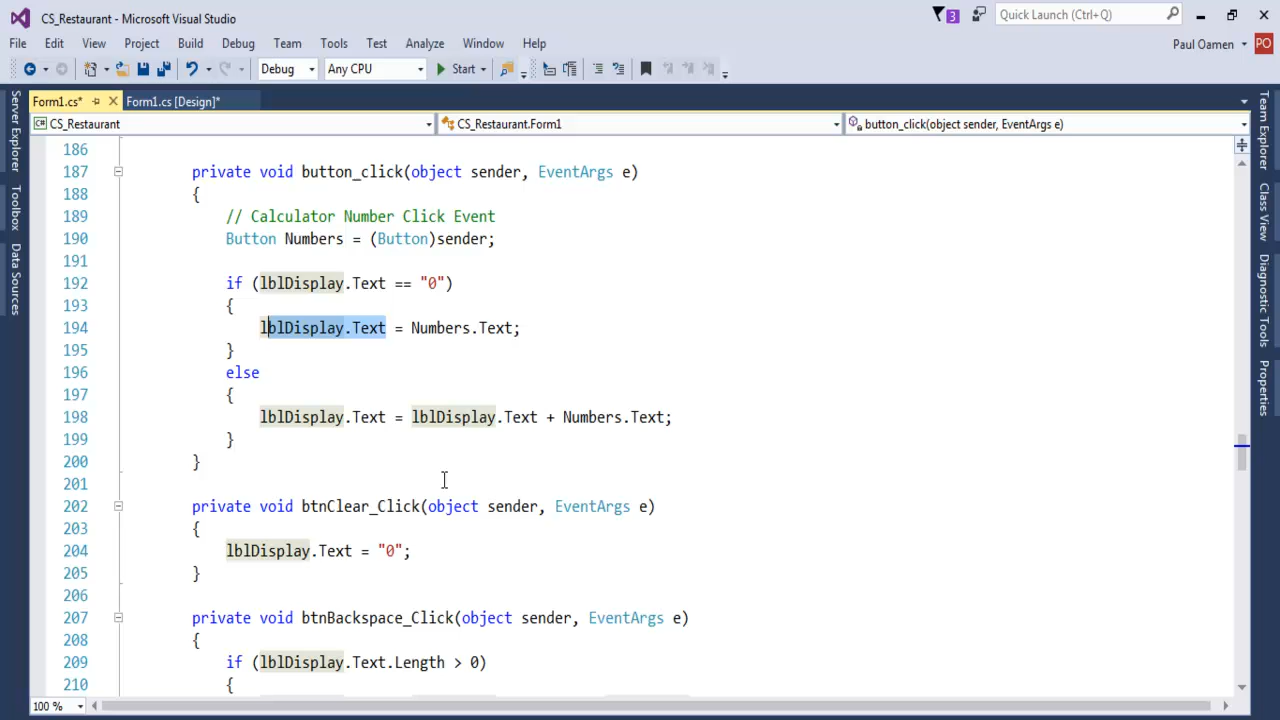 CS_Restaurant - Microsoft Visual Studio
3
Quick Launch (Ctrl+Q)
File Edit View Project Build Debug Team Tools Test Analyze Window Help
Paul Oamen
PO
Debug Any CPU Start
Form1.cs* Form1.cs [Design]*
CS_Restaurant CS_Restaurant.Form1 button_click(object sender, EventArgs e)
Server Explorer
Toolbox
Data Sources
186
187 private void button_click(object sender, EventArgs e)
188 {
189 // Calculator Number Click Event
190 Button Numbers = (Button)sender;
191
192 if (lblDisplay.Text == "0")
193 {
194 lblDisplay.Text = Numbers.Text;
195 }
196 else
197 {
198 lblDisplay.Text = lblDisplay.Text + Numbers.Text;
199 }
200 }
201
202 private void btnClear_Click(object sender, EventArgs e)
203 {
204 lblDisplay.Text = "0";
205 }
206
207 private void btnBackspace_Click(object sender, EventArgs e)
208 {
209 if (lblDisplay.Text.Length > 0)
210 {
100 %
Team Explorer
Class View
Diagnostic Tools
Properties